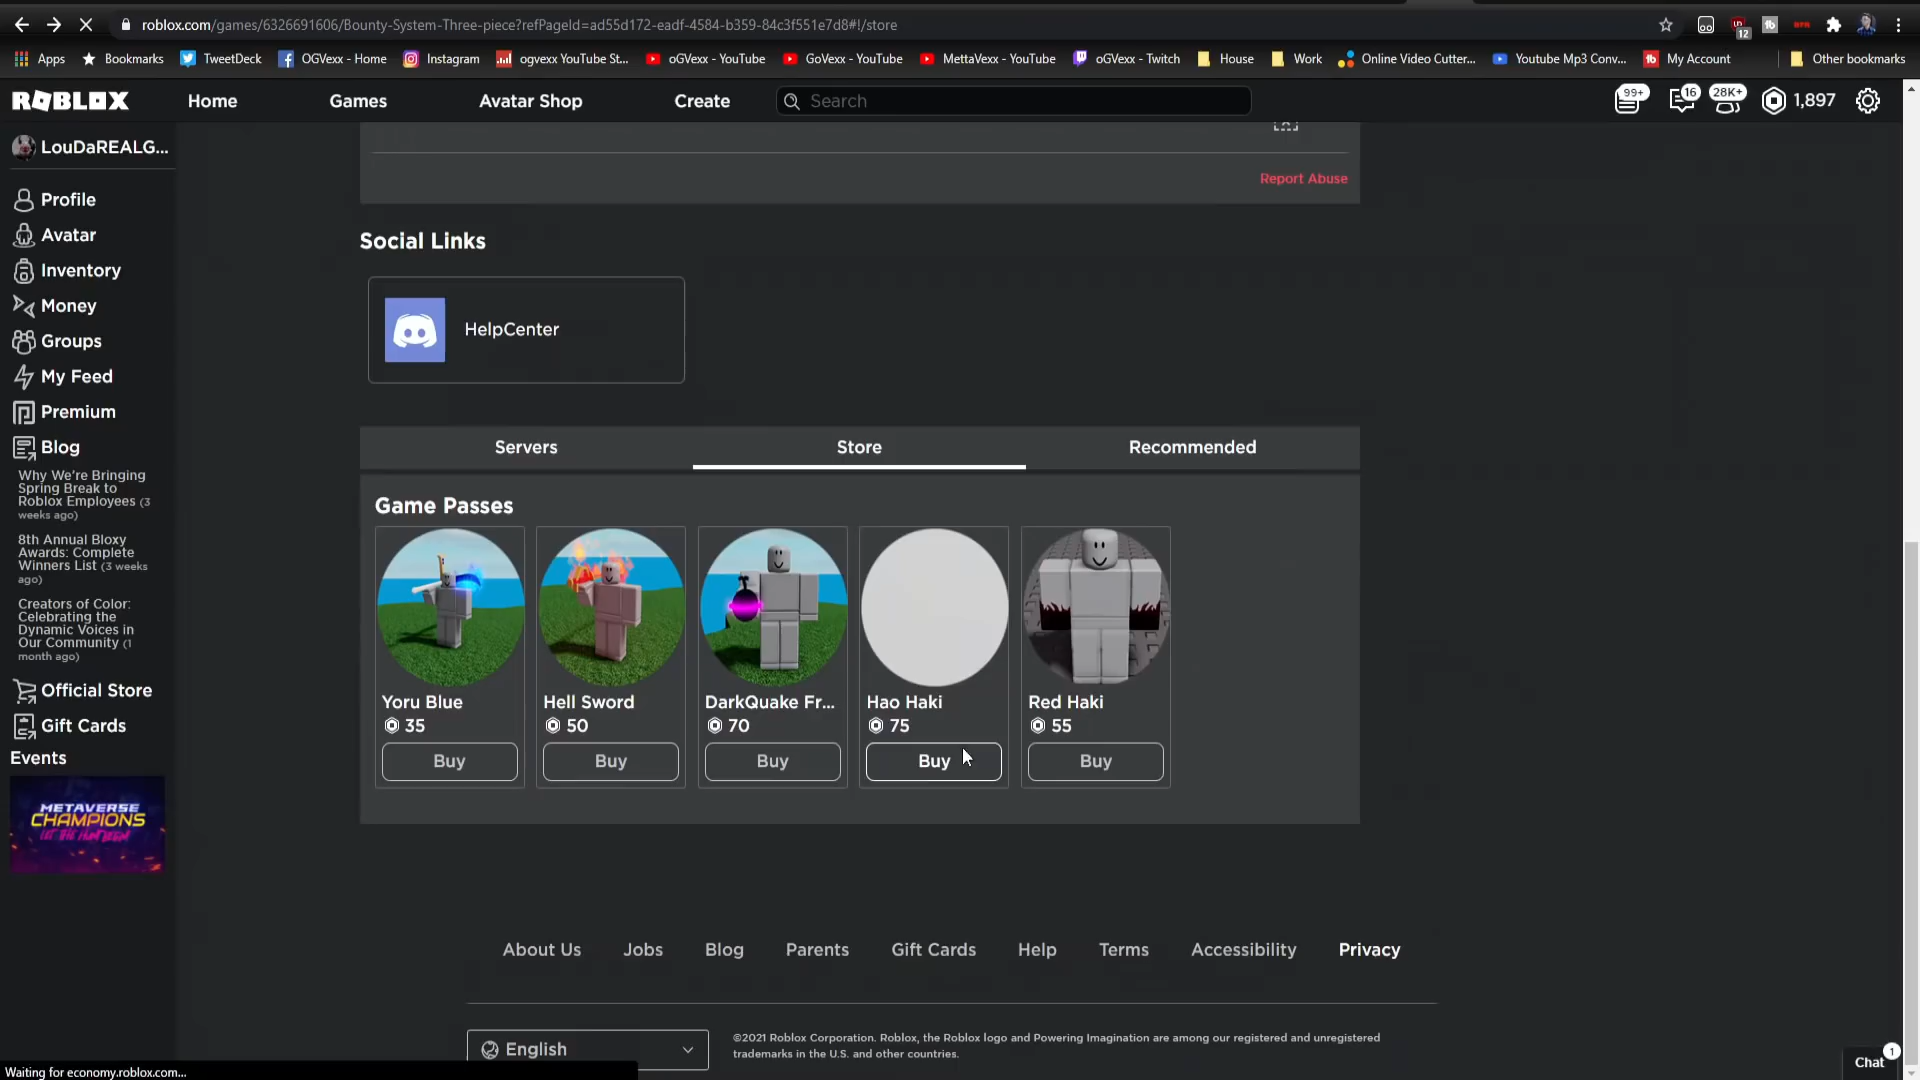 roblox.com/games/6326691606/Bounty-System-Three-piece?refPageId=ad55d172-eadf-4584-b359-84c3f551e7d8#!/store
12
Apps
Bookmarks
TweetDeck
OGVexx - Home
Instagram
ogvexx YouTube St...
oGVexx - YouTube
GoVexx - YouTube
MettaVexx - YouTube
oGVexx - Twitch
House
Work
Online Video Cutter...
Youtube Mp3 Conv...
My Account
Other bookmarks
ROBLOX
Home
Games
Avatar Shop
Create
Search
99+
16
28K+
1,897
LouDaREALG...
Profile
Avatar
Inventory
Money
Groups
My Feed
Premium
Blog
Why We're Bringing
Spring Break to
Roblox Employees (3
weeks ago)
8th Annual Bloxy
Awards: Complete
Winners List (3 weeks
ago)
Creators of Color:
Celebrating the
Dynamic Voices in
Our Community (1
month ago)
Official Store
Gift Cards
Events
METAVERSE
CHAMPIONS
LET THE HUNT BEGIN
Report Abuse
Social Links
HelpCenter
Servers
Store
Recommended
Game Passes
Yoru Blue
35
Buy
Hell Sword
50
Buy
DarkQuake Fr...
70
Buy
Hao Haki
75
Buy
Red Haki
55
Buy
About Us
Jobs
Blog
Parents
Gift Cards
Help
Terms
Accessibility
Privacy
English
©2021 Roblox Corporation. Roblox, the Roblox logo and Powering Imagination are among our registered and unregistered
trademarks in the U.S. and other countries.
Waiting for economy.roblox.com...
Chat
1